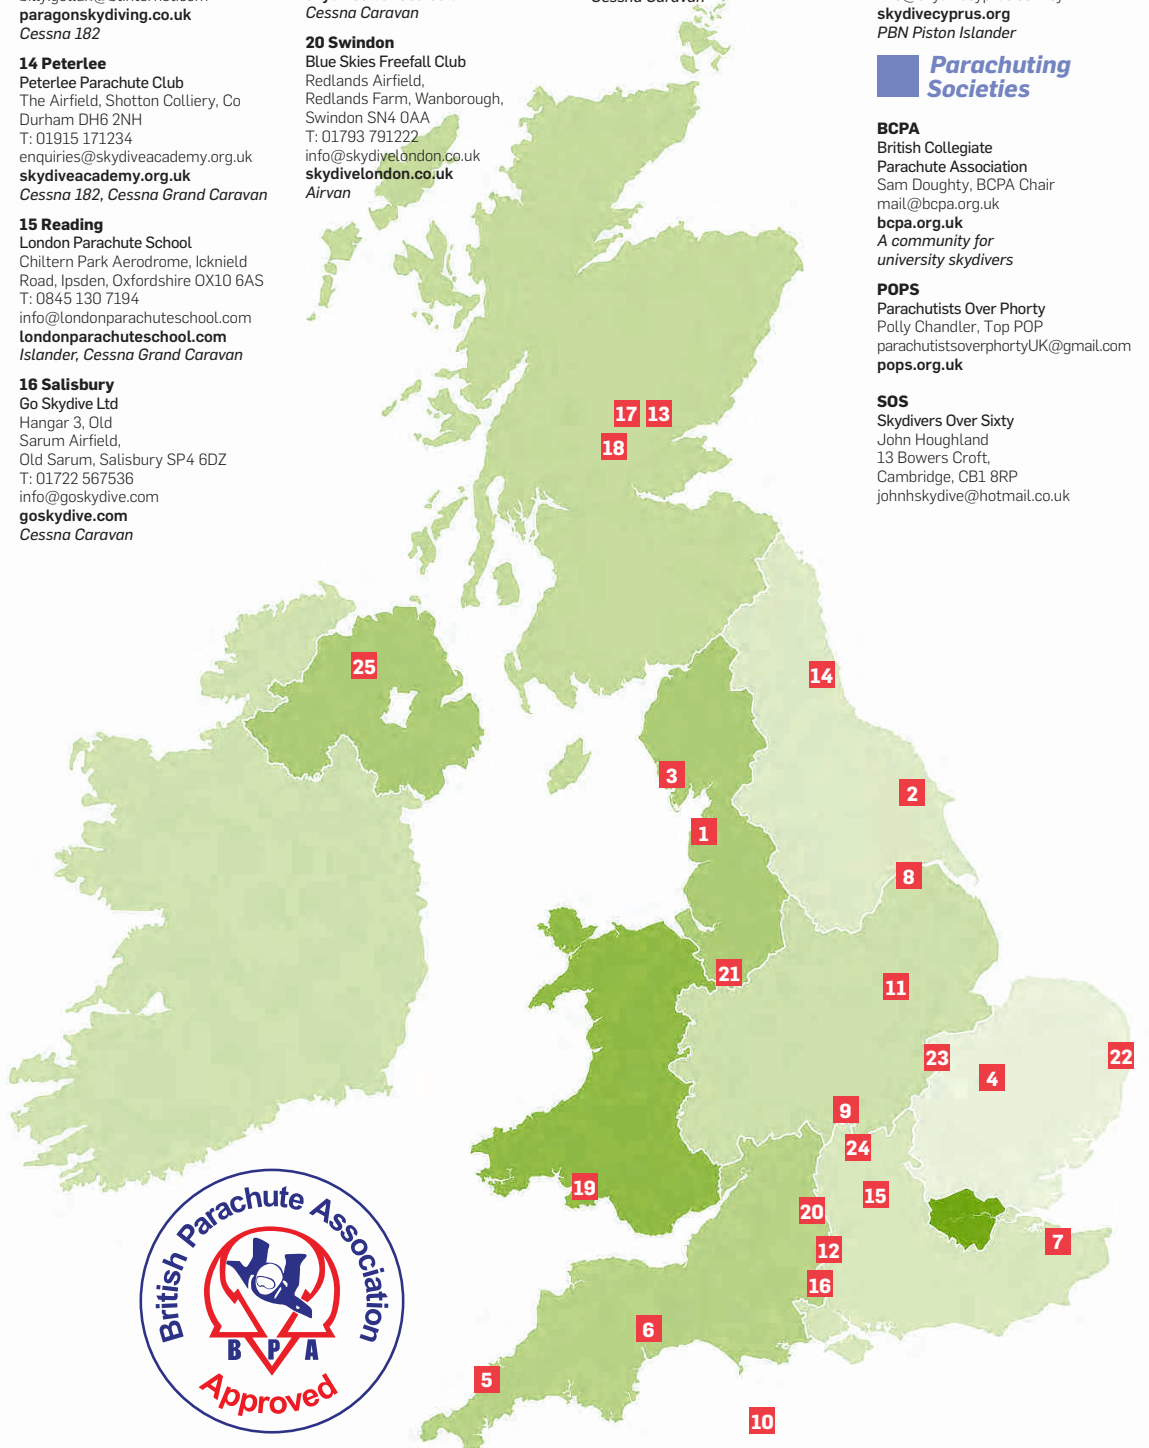 paragonskydiving.co.uk
Cessna 182
14 Peterlee
Peterlee Parachute Club
The Airfield, Shotton Colliery, Co
Durham DH6 2NH
T: 01915 171234
enquiries@skydiveacademy.org.uk
skydiveacademy.org.uk
Cessna 182, Cessna Grand Caravan
15 Reading
London Parachute School
Chiltern Park Aerodrome, Icknield
Road, Ipsden, Oxfordshire OX10 6AS
T: 0845 130 7194
info@londonparachuteschool.com
londonparachuteschool.com
Islander, Cessna Grand Caravan
16 Salisbury
Go Skydive Ltd
Hangar 3, Old
Sarum Airfield,
Old Sarum, Salisbury SP4 6DZ
T: 01722 567536
info@goskydive.com
goskydive.com
Cessna Caravan
Cessna Caravan
20 Swindon
Blue Skies Freefall Club
Redlands Airfield,
Redlands Farm, Wanborough,
Swindon SN4 0AA
T: 01793 791222
info@skydivelondon.co.uk
skydivelondon.co.uk
Airvan
Cessna Caravan
skydivecyprus.org
PBN Piston Islander
Parachuting
Societies
BCPA
British Collegiate
Parachute Association
Sam Doughty, BCPA Chair
mail@bcpa.org.uk
bcpa.org.uk
A community for
university skydivers
POPS
Parachutists Over Phorty
Polly Chandler, Top POP
parachutistsoverphortyUK@gmail.com
pops.org.uk
SOS
Skydivers Over Sixty
John Houghland
13 Bowers Croft,
Cambridge, CB1 8RP
johnhskydive@hotmail.co.uk
17 13
18
25
14
3
2
1
8
21
11
23
22
4
9
24
19
15
20
7
12
16
6
5
10
British Parachute Association
B P A
Approved